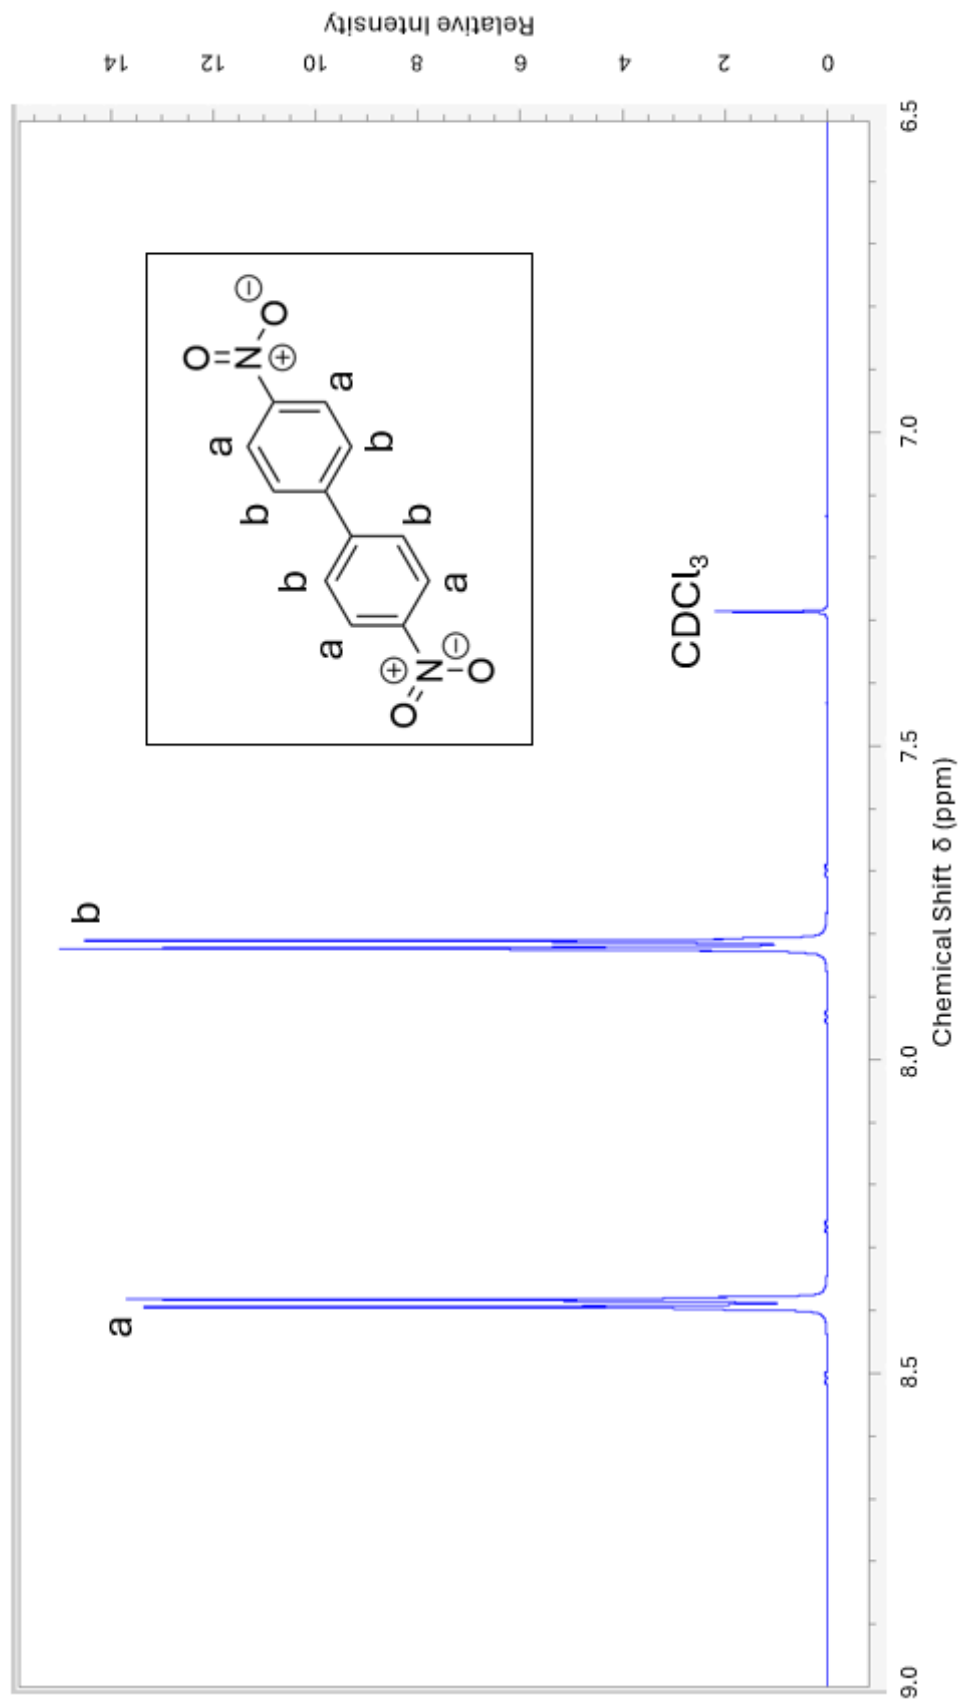 a
b
CDCl3
O
N
⊕
O
⊖
a
a
b
b
b
b
a
a
⊕
N
⊖
O
O
9.0
8.5
8.0
7.5
7.0
6.5
Chemical Shift δ (ppm)
14
12
10
8
6
4
2
0
Relative Intensity